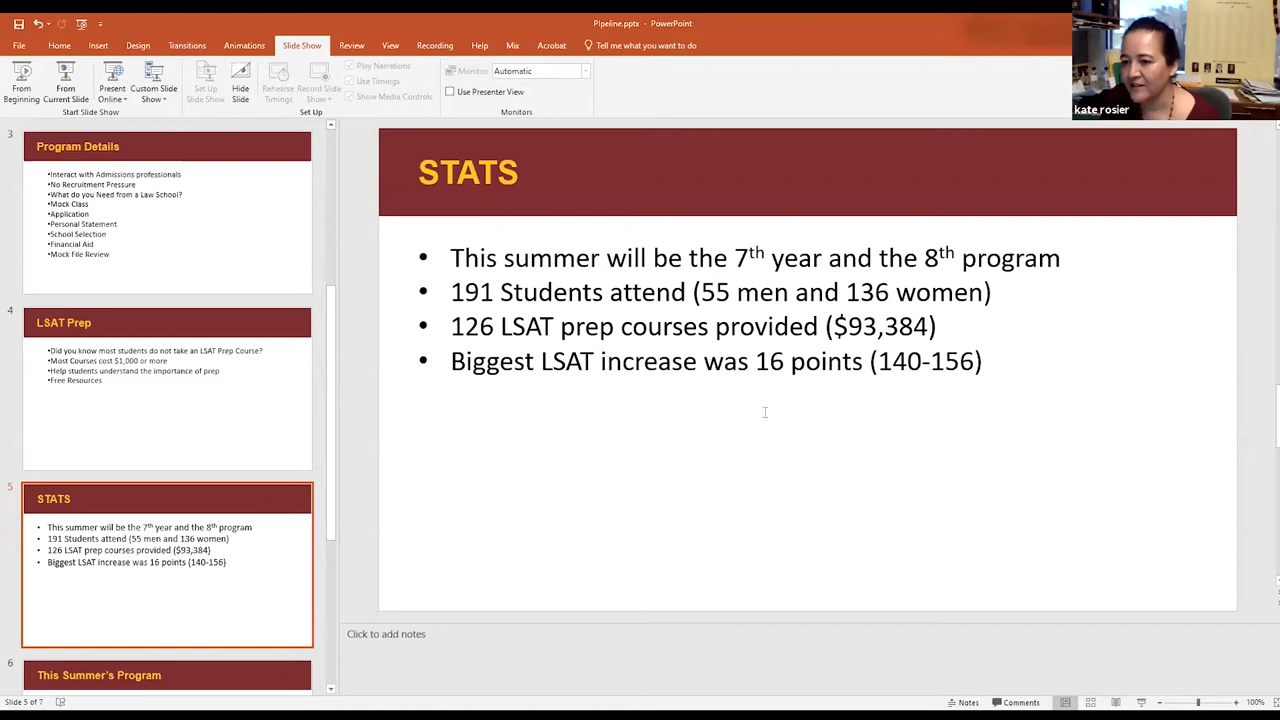 Pipeline.pptx - PowerPoint
File Home Insert Design Transitions Animations Slide Show Review View Recording Help Mix Acrobat Tell me what you want to do
From Beginning
From Current Slide
Present Online
Custom Slide Show
Set Up Slide Show
Hide Slide
Rehearse Timings
Record Slide Show
Play Narrations
Use Timings
Show Media Controls
Monitor: Automatic
Use Presenter View
Start Slide Show
Set Up
Monitors
kate rosier
3
Program Details
•Interact with Admissions professionals
•No Recruitment Pressure
•What do you Need from a Law School?
•Mock Class
•Application
•Personal Statement
•School Selection
•Financial Aid
•Mock File Review
4
LSAT Prep
•Did you know most students do not take an LSAT Prep Course?
•Most Courses cost $1,000 or more
•Help students understand the importance of prep
•Free Resources
5
STATS
• This summer will be the 7th year and the 8th program
• 191 Students attend (55 men and 136 women)
• 126 LSAT prep courses provided ($93,384)
• Biggest LSAT increase was 16 points (140-156)
6
This Summer's Program
STATS
• This summer will be the 7th year and the 8th program
• 191 Students attend (55 men and 136 women)
• 126 LSAT prep courses provided ($93,384)
• Biggest LSAT increase was 16 points (140-156)
Click to add notes
Slide 5 of 7
Notes
Comments
100%